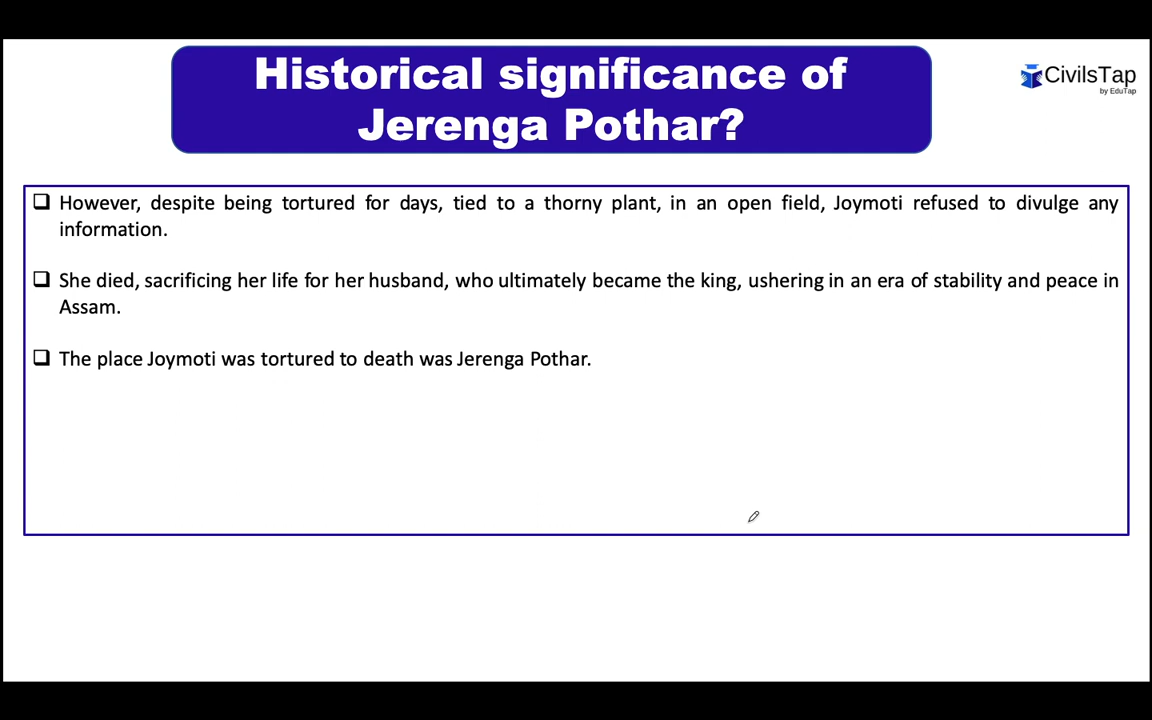 Historical significance of
Jerenga Pothar?
CivilsTap
by EduTap
However, despite being tortured for days, tied to a thorny plant, in an open field, Joymoti refused to divulge any
information.
She died, sacrificing her life for her husband, who ultimately became the king, ushering in an era of stability and peace in
Assam.
The place Joymoti was tortured to death was Jerenga Pothar.